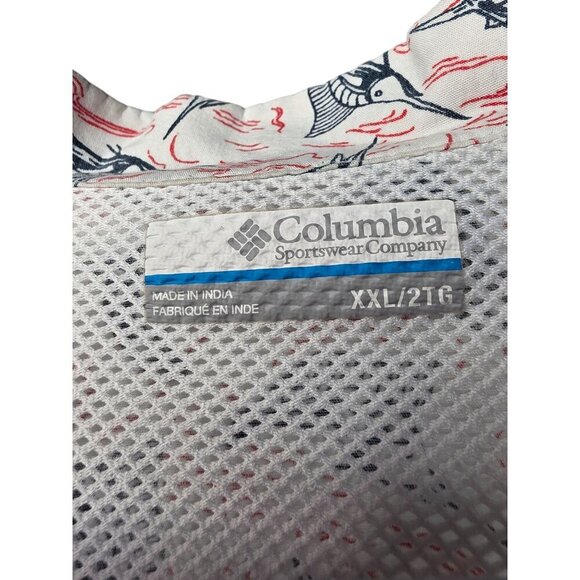 Columbia
Sportswear Company
MADE IN INDIA
FABRIQUÉ EN INDE
XXL/2TG